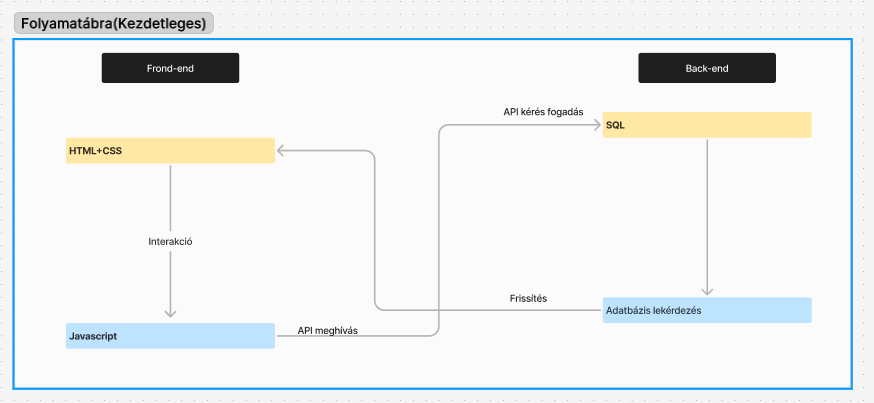 Folyamatábra(Kezdetleges)
Frond-end
Back-end
API kérés fogadás
SQL
HTML+CSS
Interakció
Frissítés
Adatbázis lekérdezés
API meghívás
Javascript